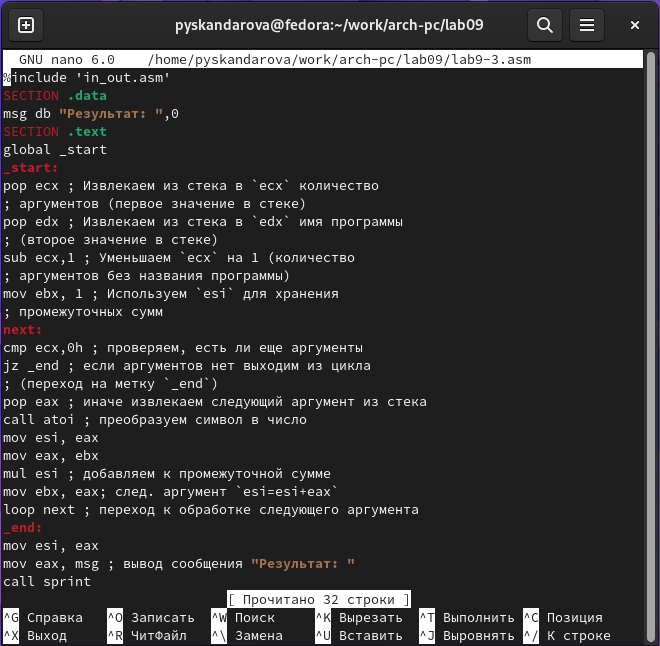 pyskandarova@fedora:~/work/arch-pc/lab09
GNU nano 6.0    /home/pyskandarova/work/arch-pc/lab09/lab9-3.asm
%include 'in_out.asm'
SECTION .data
msg db "Результат: ",0
SECTION .text
global _start
_start:
pop ecx ; Извлекаем из стека в `ecx` количество
; аргументов (первое значение в стеке)
pop edx ; Извлекаем из стека в `edx` имя программы
; (второе значение в стеке)
sub ecx,1 ; Уменьшаем `ecx` на 1 (количество
; аргументов без названия программы)
mov ebx, 1 ; Используем `esi` для хранения
; промежуточных сумм
next:
cmp ecx,0h ; проверяем, есть ли еще аргументы
jz _end ; если аргументов нет выходим из цикла
; (переход на метку `_end`)
pop eax ; иначе извлекаем следующий аргумент из стека
call atoi ; преобразуем символ в число
mov esi, eax
mov eax, ebx
mul esi ; добавляем к промежуточной сумме
mov ebx, eax; след. аргумент `esi=esi+eax`
loop next ; переход к обработке следующего аргумента
_end:
mov esi, eax
mov eax, msg ; вывод сообщения "Результат: "
call sprint
[ Прочитано 32 строки ]
^G Справка ^O Записать ^W Поиск ^K Вырезать ^T Выполнить ^C Позиция
^X Выход ^R ЧитФайл ^\ Замена ^U Вставить ^J Выровнять ^/ К строке